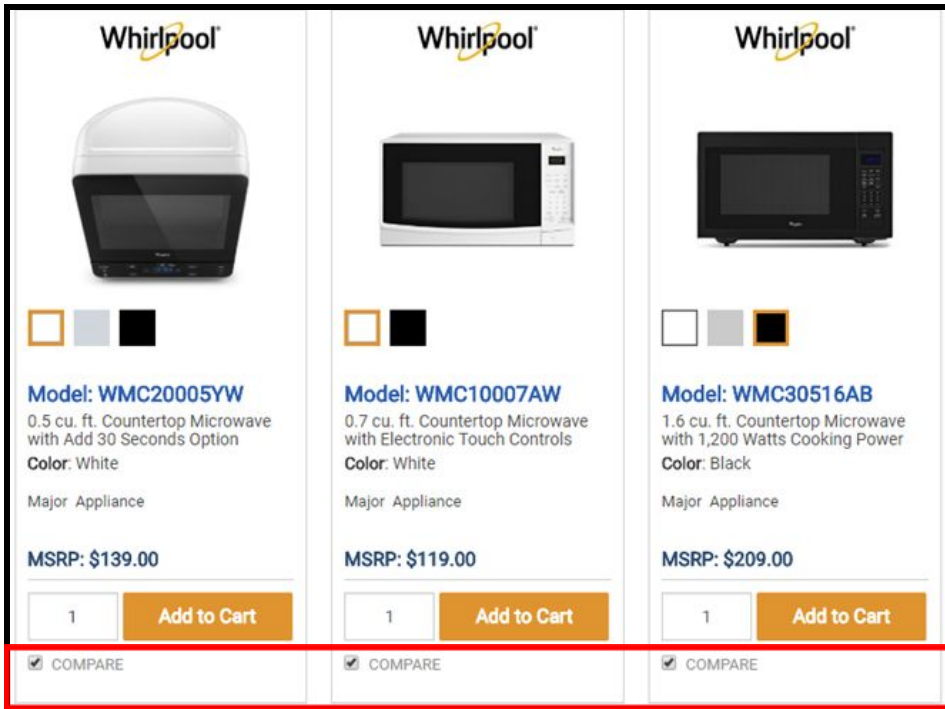 Whirlpool
Model: WMC20005YW
0.5 cu. ft. Countertop Microwave
with Add 30 Seconds Option
Color: White
Major Appliance
MSRP: $139.00
1
Add to Cart
COMPARE
Whirlpool
Model: WMC10007AW
0.7 cu. ft. Countertop Microwave
with Electronic Touch Controls
Color: White
Major Appliance
MSRP: $119.00
1
Add to Cart
COMPARE
Whirlpool
Model: WMC30516AB
1.6 cu. ft. Countertop Microwave
with 1,200 Watts Cooking Power
Color: Black
Major Appliance
MSRP: $209.00
1
Add to Cart
COMPARE